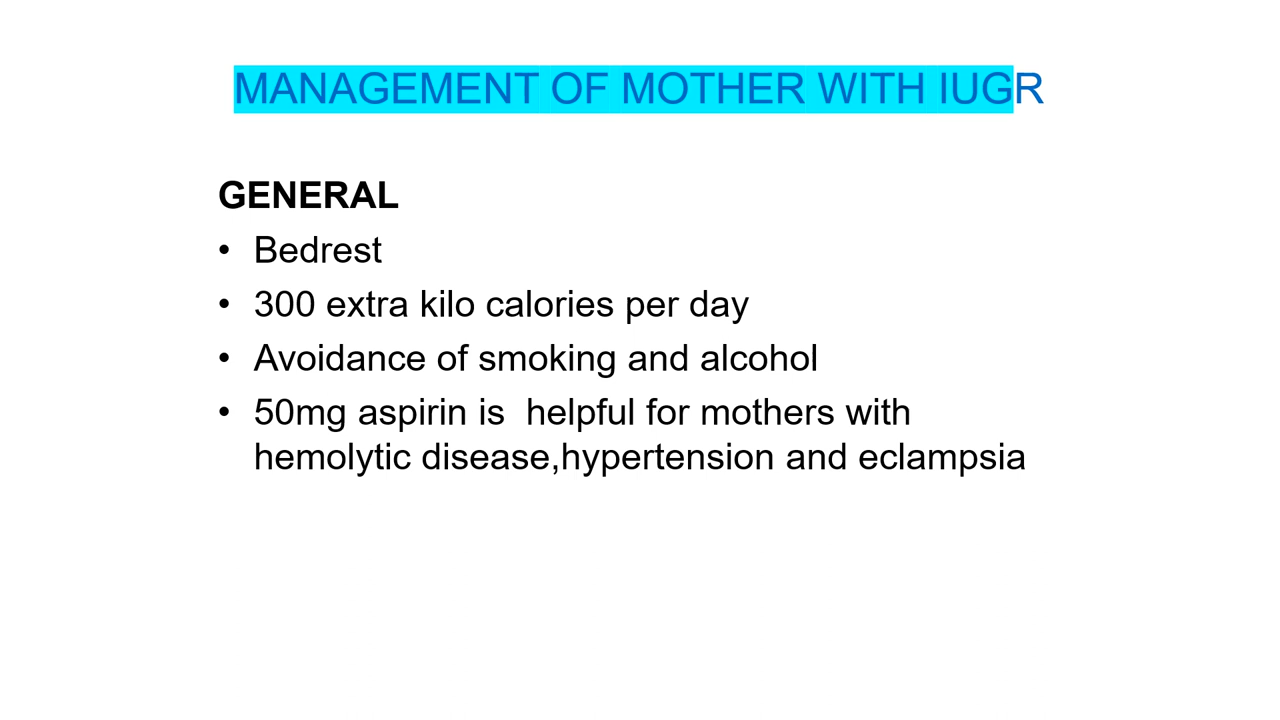 MANAGEMENT OF MOTHER WITH IUGR
GENERAL
• Bedrest
• 300 extra kilo calories per day
• Avoidance of smoking and alcohol
• 50mg aspirin is  helpful for mothers with
hemolytic disease,hypertension and eclampsia